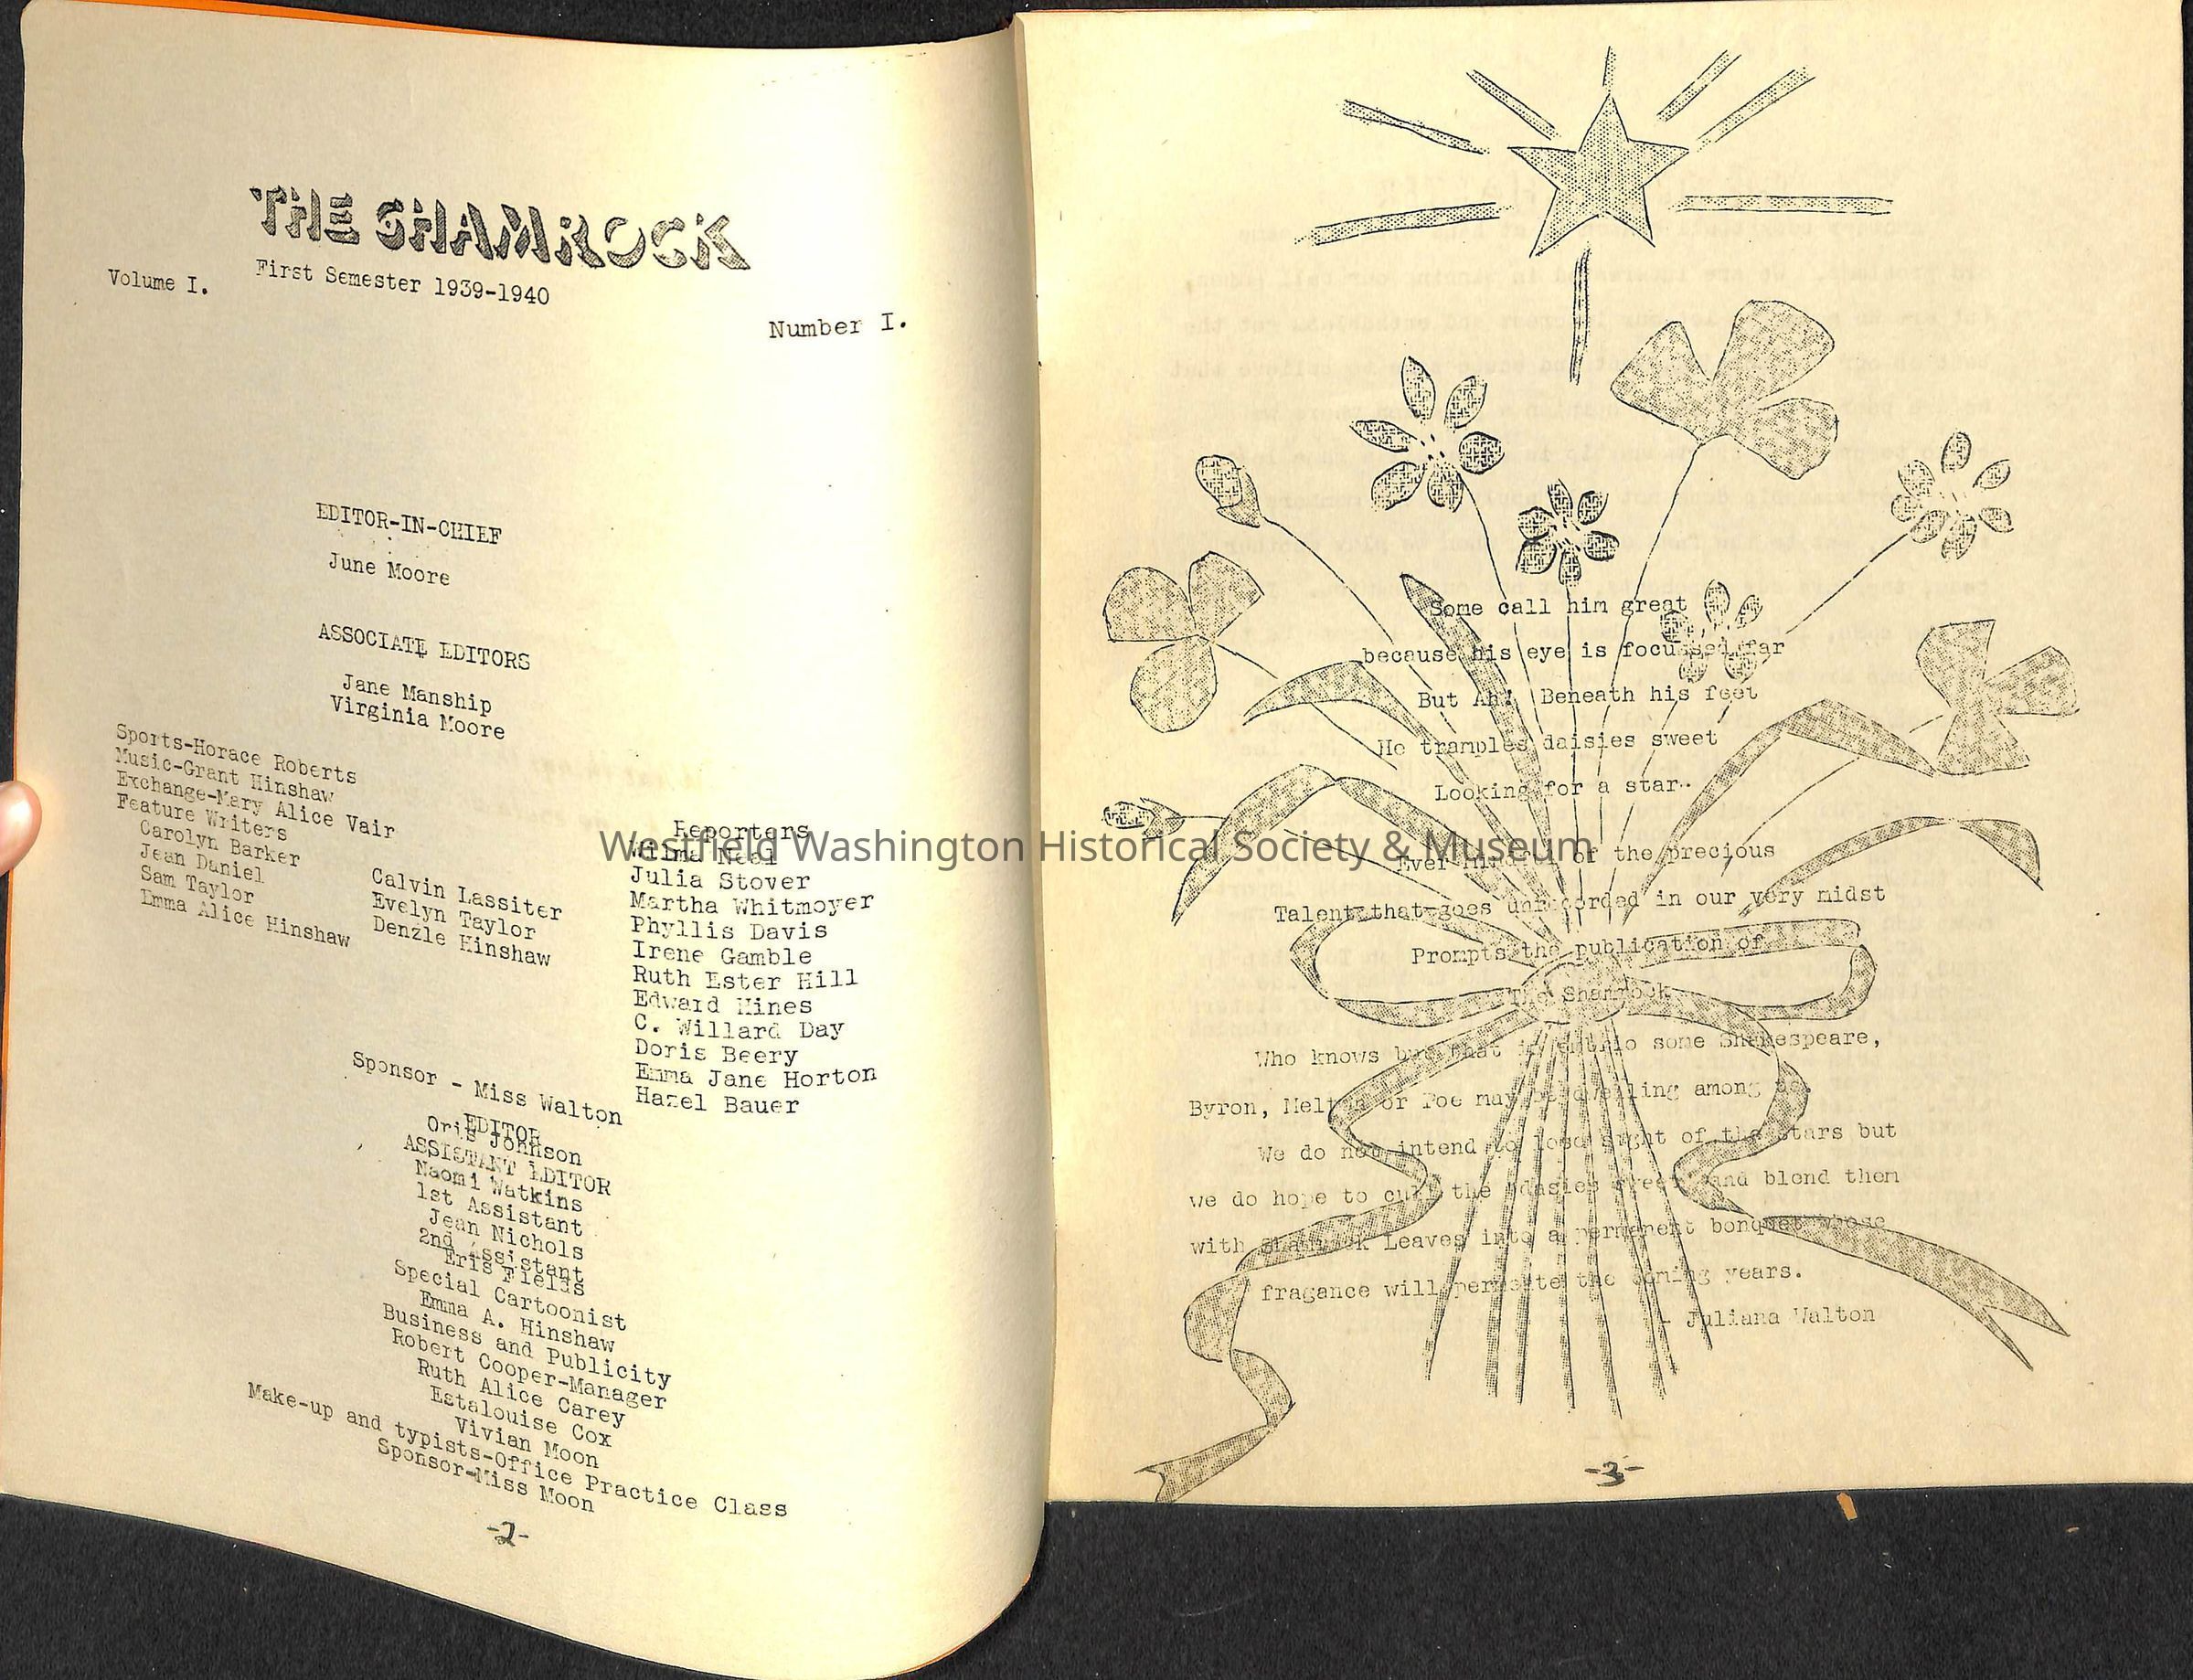 THE SHAMROCK
Volume I.
First Semester 1939-1940
Number I.
EDITOR-IN-CHIEF
June Moore
ASSOCIATE EDITORS
Jane Manship
Virginia Moore
Sports-Horace Roberts
Music-Grant Hinshaw
Exchange-Mary Alice Vair
Feature Writers
Carolyn Barker
Jean Daniel
Sam Taylor
Emma Alice Hinshaw
Calvin Lassiter
Evelyn Taylor
Denzle Hinshaw
Reporters
Wilma Neal
Julia Stover
Martha Whitmoyer
Phyllis Davis
Irene Gamble
Ruth Ester Hill
Edward Hines
C. Willard Day
Doris Beery
Emma Jane Horton
Hazel Bauer
Sponsor - Miss Walton
EDITOR
Oris Johnson
ASSISTANT EDITOR
Naomi Watkins
1st Assistant
Jean Nichols
2nd Assistant
Eris Fields
Special Cartoonist
Emma A. Hinshaw
Business and Publicity
Robert Cooper-Manager
Ruth Alice Carey
Estalouise Cox
Vivian Moon
Make-up and typists-Office Practice Class
Sponsor-Miss Moon
-2-
Some call him great
because his eye is focussed far
But Ah! Beneath his feet
He tramples daisies sweet
Looking for a star..
Ever of the precious
Talent that goes unrecorded in our very midst
Prompts the publication of
The Shamrock
Who knows but that some Shakespeare,
Byron, or Poe may be dwelling among us.
We do not intend to lose sight of the stars but
we do hope to cull the "dasies sweet" and blend them
with Shamrock Leaves into a permenent bonquet whose
fragance will permeate the coming years.
- Juliana Walton
-3-
Westfield Washington Historical Society & Museum